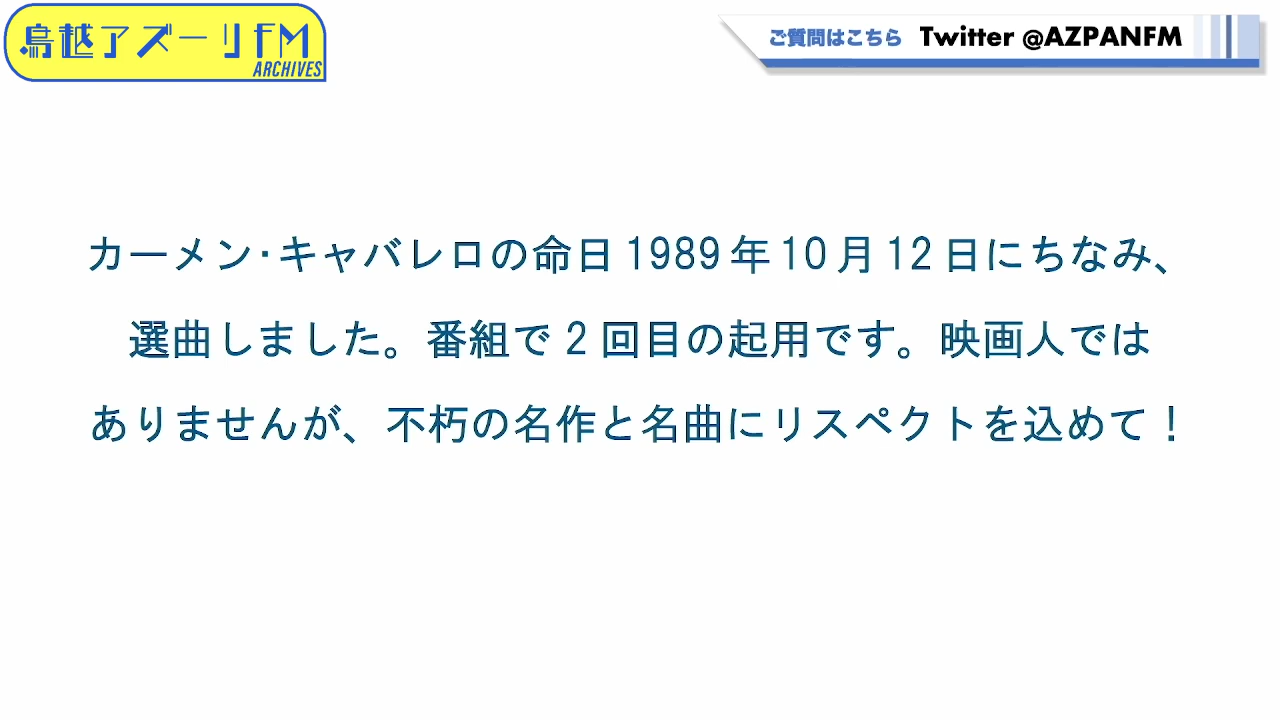 鳥越アズーリFM
ARCHIVES
ご質問はこちら Twitter @AZPANFM
カーメン・キャバレロの命日1989年10月12日にちなみ、
選曲しました。番組で2回目の起用です。映画人では
ありませんが、不朽の名作と名曲にリスペクトを込めて！